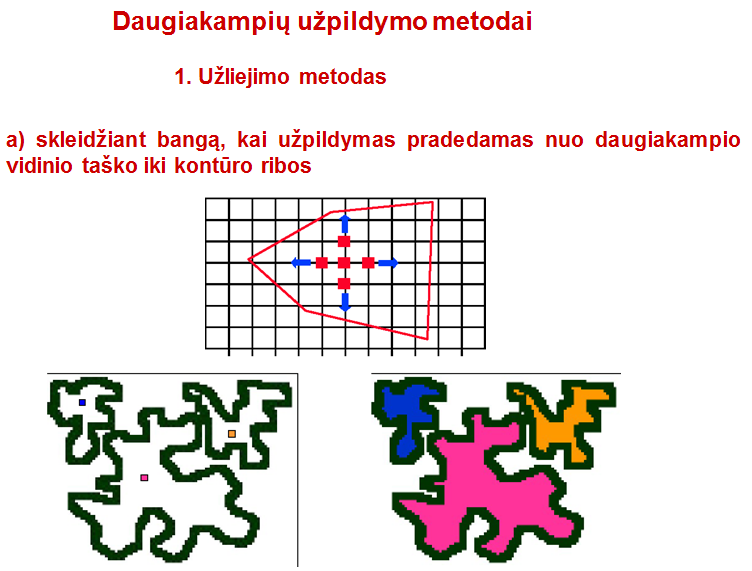 Daugiakampių užpildymo metodai
1. Užliejimo metodas
a) skleidžiant bangą, kai užpildymas pradedamas nuo daugiakampio
vidinio taško iki kontūro ribos